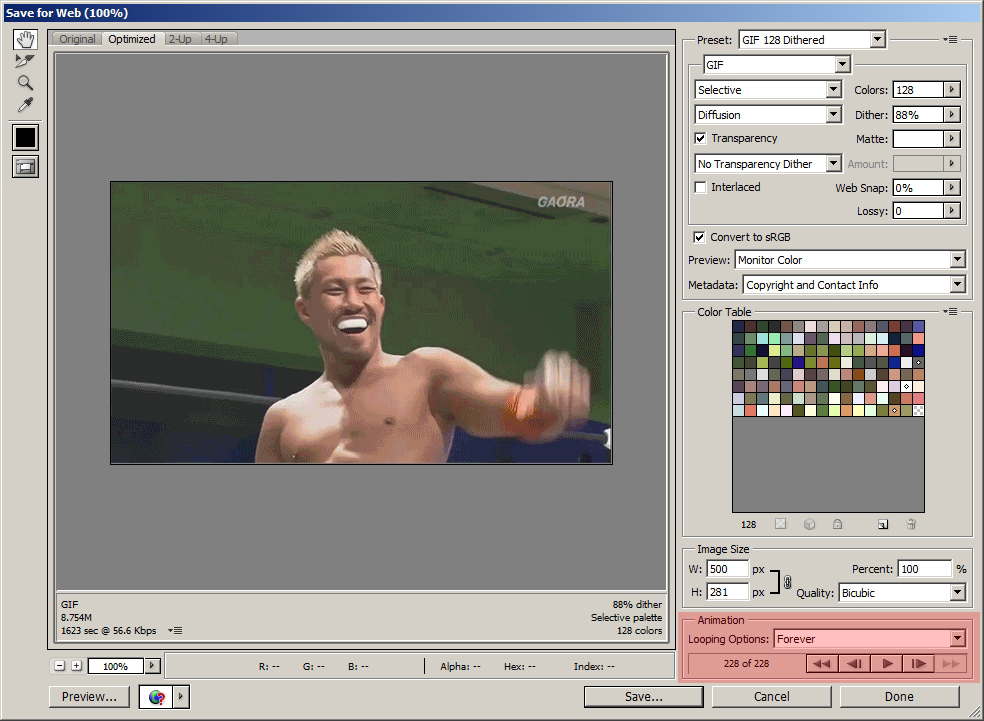 Save for Web (100%)
Original Optimized 2-Up 4-Up
GAORA
GIF
8.754M
1623 sec @ 56.6 Kbps
88% dither
Selective palette
128 colors
100%
R: -- G: -- B: -- Alpha: -- Hex: -- Index: --
Preview... Save... Cancel Done
Preset: GIF 128 Dithered
GIF
Selective Colors: 128
Diffusion Dither: 88%
Transparency Matte:
No Transparency Dither Amount:
Interlaced Web Snap: 0%
Lossy: 0
Convert to sRGB
Preview: Monitor Color
Metadata: Copyright and Contact Info
Color Table
128
Image Size
W: 500 px Percent: 100 %
H: 281 px Quality: Bicubic
Animation
Looping Options: Forever
228 of 228